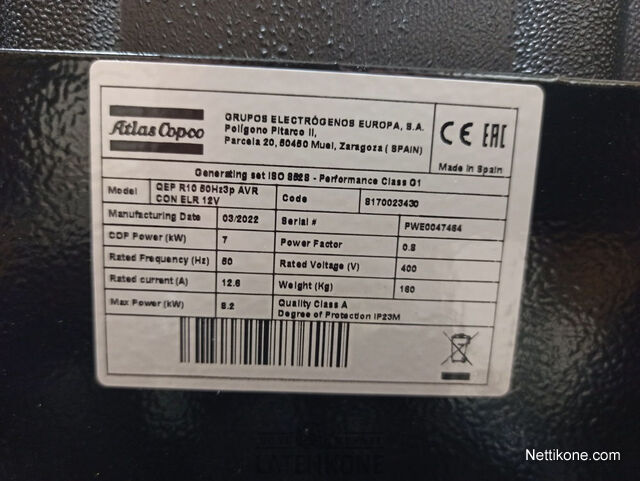 Atlas Copco
GRUPOS ELECTRÓGENOS EUROPA, S.A.
Polígono Pitarco II,
Parcela 20, 50450 Muel, Zaragoza ( SPAIN)
CE EAC
Made in Spain
Generating set ISO 8528 - Performance Class G1
Model QEP R10 50Hz3p AVR CON ELR 12V Code 8170023430
Manufacturing Date 03/2022 Serial # PWE0047464
COP Power (kW) 7 Power Factor 0.8
Rated Frequency (Hz) 50 Rated Voltage (V) 400
Rated current (A) 12.6 Weight (Kg)
Max Power (kW) 8.2 Quality Class A
Degree of Protection IP23M
LATEHKONE
Nettikone.com